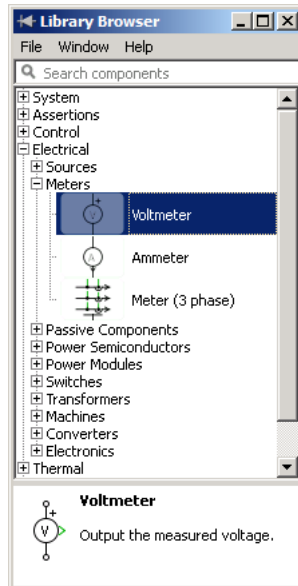 Library Browser
File Window Help
Search components
System
Assertions
Control
Electrical
Sources
Meters
V
Voltmeter
A
Ammeter
Meter (3 phase)
Passive Components
Power Semiconductors
Power Modules
Switches
Transformers
Machines
Converters
Electronics
Thermal
Voltmeter
V
Output the measured voltage.